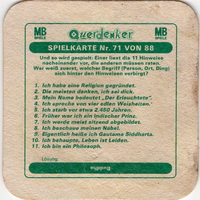 MB
SPIELE
Querdenker
MB
SPIELE
SPIELKARTE Nr. 71 VON 88
Und so wird gespielt: Einer liest die 11 Hinweise
nacheinander vor, die anderen müssen raten.
Wer weiß zuerst, welcher Begriff (Person, Ort, Ding)
sich hinter den Hinweisen verbirgt?
1. Ich habe eine Religion gegründet.
2. Die meisten denken, ich sei dick.
3. Mein Name bedeutet „Der Erleuchtete“.
4. Ich spreche von vier edlen Weisheiten.
5. Ich starb vor etwa 2.480 Jahren.
6. Früher war ich ein indischer Prinz.
7. Ich werde meist sitzend abgebildet.
8. Ich beschaue meinen Nabel.
9. Eigentlich heiße ich Gautama Siddharta.
10. Ich behaupte, Leben ist Leiden.
11. Ich bin ein Philosoph.
Lösung
Buddha